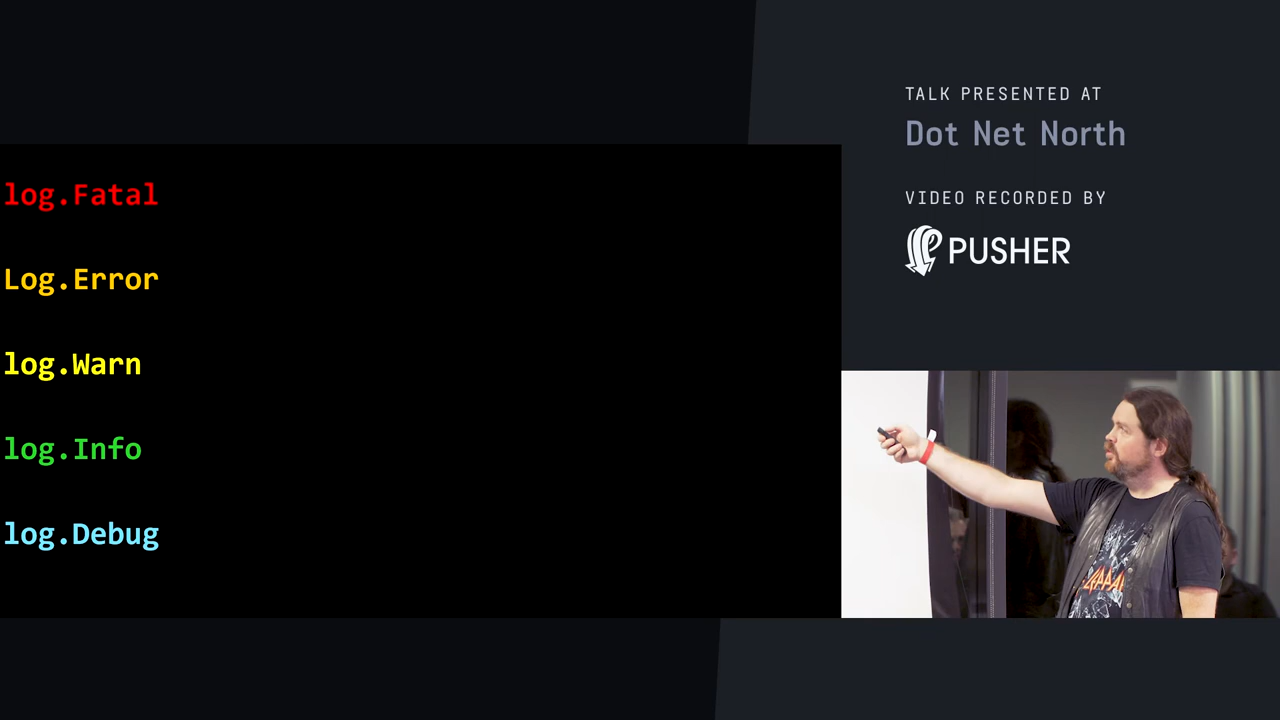 log.Fatal
Log.Error
log.Warn
log.Info
log.Debug
TALK PRESENTED AT
Dot Net North
VIDEO RECORDED BY
PUSHER